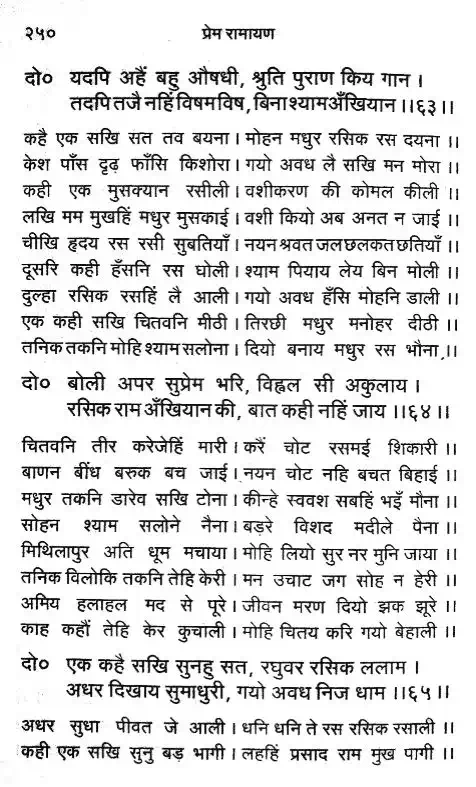 २५०
प्रेम रामायण
दो० यदपि अहैं बहु औषधी, श्रुति पुराण किय गान ।
तदपि तजै नहिं विषम विष, बिना श्याम अँखियान ।।६३।।
कहै एक सखि सत तव बयना । मोहन मधुर रसिक रस दयना ।।
केश पाँस दृढ़ फाँसि किशोरा । गयो अवध लै सखि मन मोरा ।।
कही एक मुसक्यान रसीली । वशीकरण की कोमल कीली ।।
लखि मम मुखहिं मधुर मुसकाई । वशी कियो अब अनत न जाई ।।
चीखि हृदय रस रसी सुबतियाँ । नयन श्रवत जल छलकत छतियाँ ।।
दूसरि कही हँसनि रस घोली । श्याम पियाय लेय बिन मोली ।।
दुल्हा रसिक रसहिं लै आली । गयो अवध हँसि मोहनि डाली ।।
एक कही सखि चितवनि मीठी । तिरछी मधुर मनोहर दीठी ।।
तनिक तकनि मोहि श्याम सलोना । दियो बनाय मधुर रस भौना ।।
दो० बोली अपर सुप्रेम भरि, विह्वल सी अकुलाय ।
रसिक राम अँखियान की, बात कही नहिं जाय ।।६४।।
चितवनि तीर करेजेहिं मारी । करैं चोट रसमई शिकारी ।।
बाणन बींध बरुक बच जाई । नयन चोट नहि बचत बिहाई ।।
मधुर तकनि डारेव सखि टोना । कीन्हे स्ववश सबहिं भइँ मौना ।।
सोहन श्याम सलोने नैना । बड़रे विशद मदीले पैना ।।
मिथिलापुर अति धूम मचाया । मोहि लियो सुर नर मुनि जाया ।।
तनिक विलोकि तकनि तेहि केरी । मन उचाट जग सोह न हेरी ।।
अमिय हलाहल मद से पूरे । जीवन मरण दियो झक झूरे ।।
काह कहौं तेहि केर कुचाली । मोहि चितय करि गयो बेहाली ।।
दो० एक कहै सखि सुनहु सत, रघुवर रसिक ललाम ।
अधर दिखाय सुमाधुरी, गयो अवध निज धाम ।।६५।।
अधर सुधा पीवत जे आली । धनि धनि ते रस रसिक रसाली ।।
कही एक सखि सुनु बड़ भागी । लहहिं प्रसाद राम मुख पागी ।।